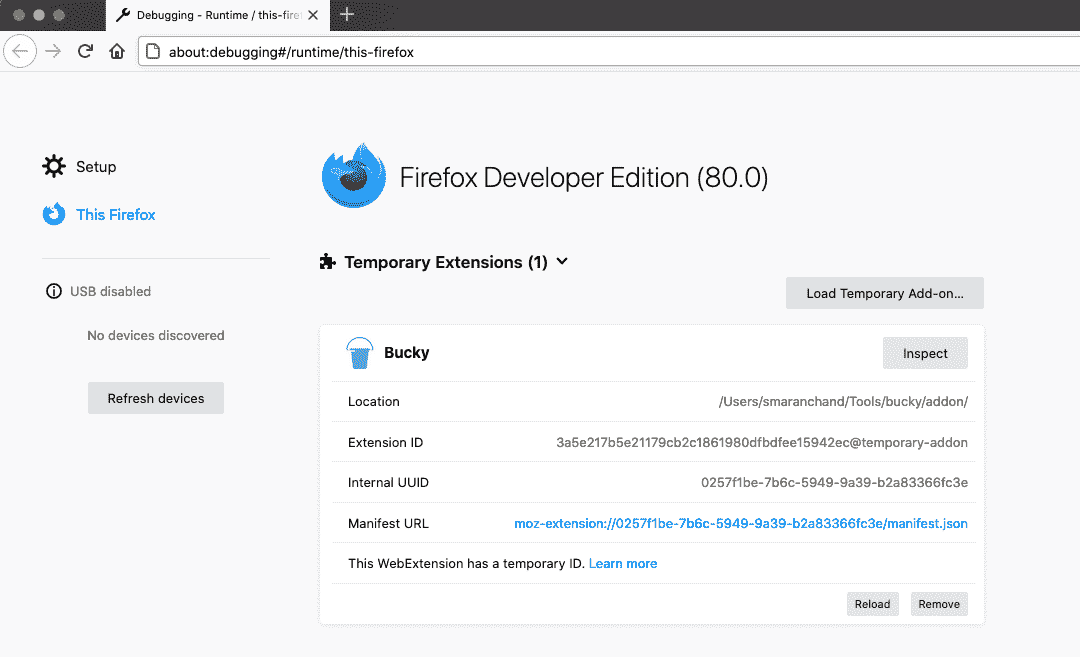 Debugging - Runtime / this-fire
about:debugging#/runtime/this-firefox
Setup
This Firefox
USB disabled
No devices discovered
Refresh devices
Firefox Developer Edition (80.0)
Temporary Extensions (1)
Load Temporary Add-on...
Bucky
Inspect
Location /Users/smaranchand/Tools/bucky/addon/
Extension ID 3a5e217b5e21179cb2c1861980dfbdfee15942ec@temporary-addon
Internal UUID 0257f1be-7b6c-5949-9a39-b2a83366fc3e
Manifest URL moz-extension://0257f1be-7b6c-5949-9a39-b2a83366fc3e/manifest.json
This WebExtension has a temporary ID. Learn more
Reload Remove